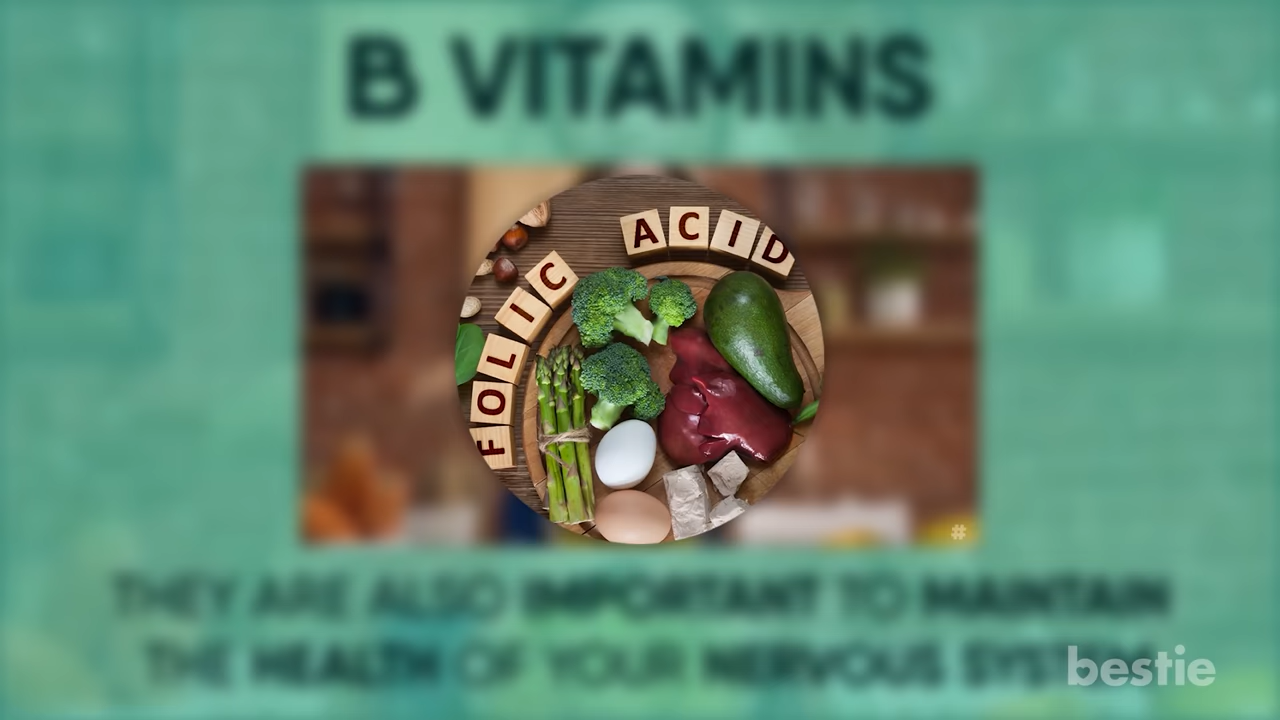 B VITAMINS
FOLIC ACID
#
THEY ARE ALSO IMPORTANT TO MAINTAIN
THE HEALTH OF YOUR NERVOUS SYSTEM
bestie